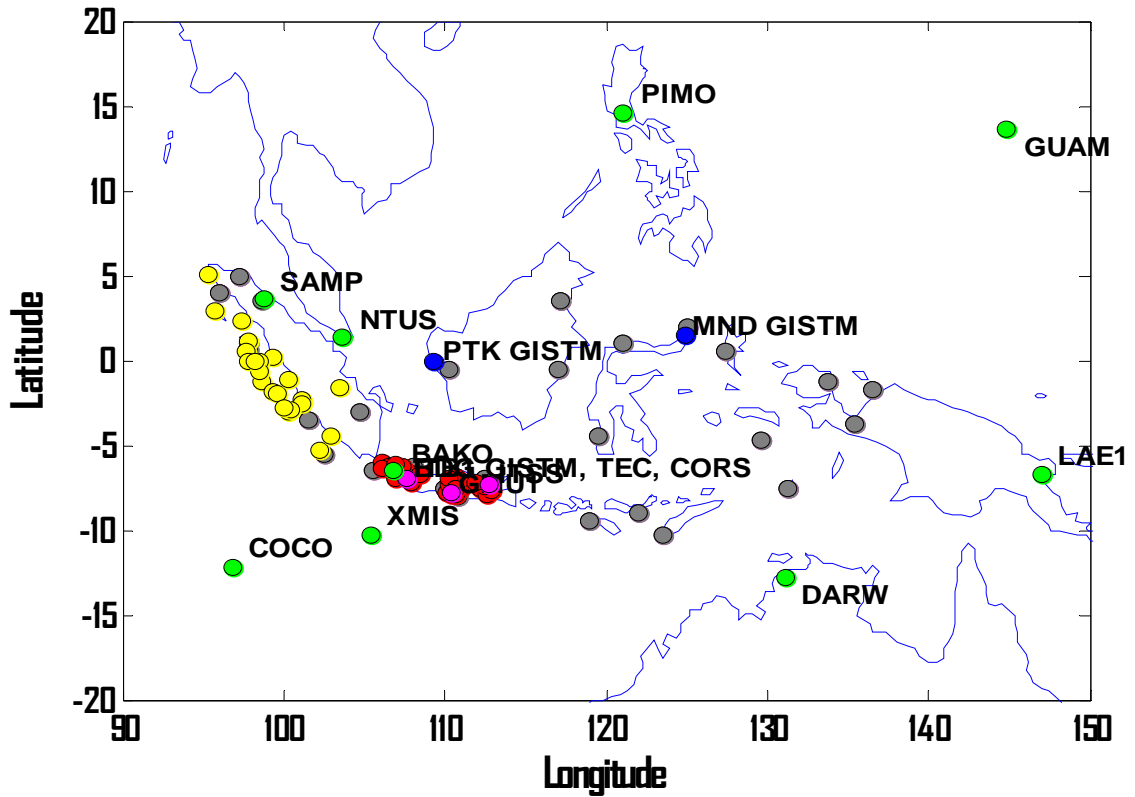 20
15
10
5
0
-5
-10
-15
-20
Latitude
PIMO
GUAM
SAMP
NTUS
MND GISTM
PTK GISTM
BAKO
GISTM, TEC, CORS
LAE1
XMIS
COCO
DARW
90
100
110
120
130
140
150
Longitude